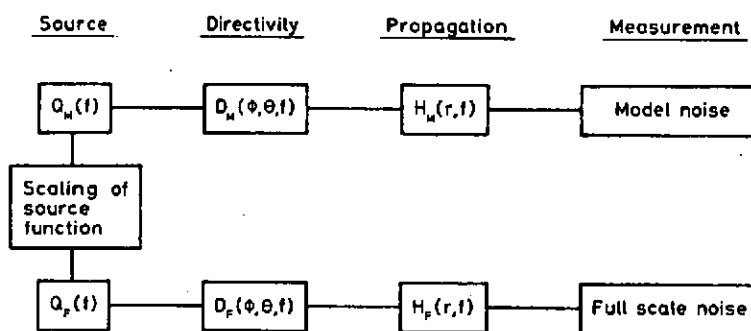 Source Directivity Propagation Measurement
Q_M(f) D_M(ϕ,θ,f) H_M(r,f) Model noise
Scaling of
source
function
Q_F(f) D_F(ϕ,θ,f) H_F(r,f) Full scale noise